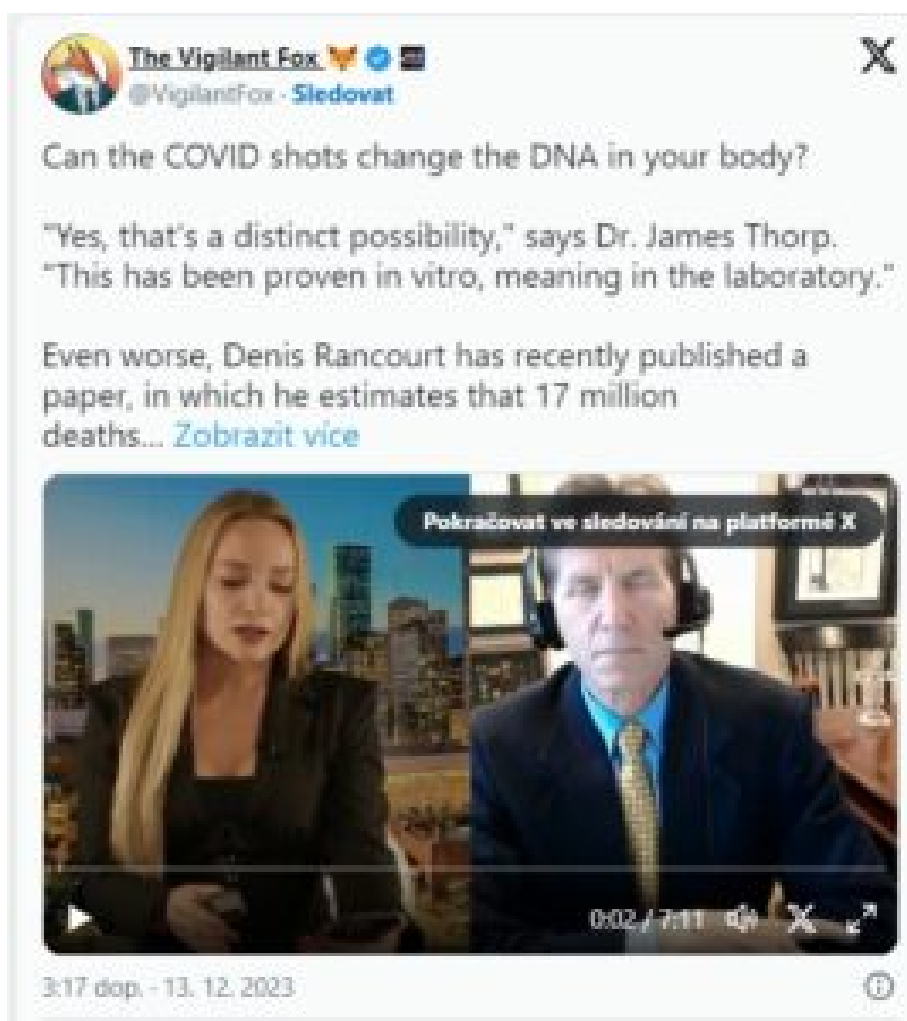 The Vigilant Fox
@VigilantFox · Sledovat
Can the COVID shots change the DNA in your body?
"Yes, that's a distinct possibility," says Dr. James Thorp.
"This has been proven in vitro, meaning in the laboratory."
Even worse, Denis Rancourt has recently published a
paper, in which he estimates that 17 million
deaths... Zobrazit více
Pokračovat ve sledování na platformě X
0:02 / 7:11
3:17 dop. · 13. 12. 2023